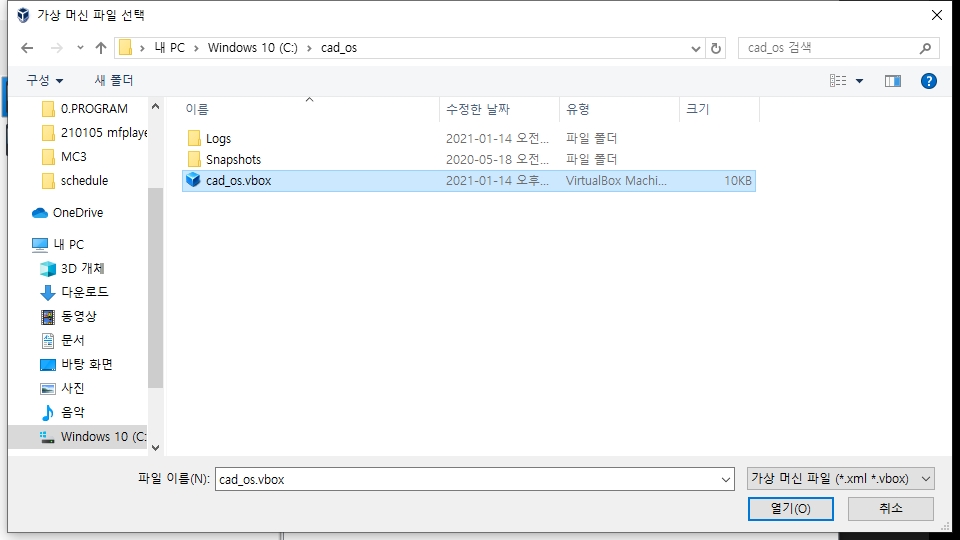 가상 머신 파일 선택
내 PC > Windows 10 (C:) > cad_os
cad_os 검색
구성 새 폴더
이름 수정한 날짜 유형 크기
Logs 2021-01-14 오전... 파일 폴더
Snapshots 2020-05-18 오전... 파일 폴더
cad_os.vbox 2021-01-14 오후... VirtualBox Machi... 10KB
0.PROGRAM
210105 mfplaye
MC3
schedule
OneDrive
내 PC
3D 개체
다운로드
동영상
문서
바탕 화면
사진
음악
Windows 10 (C:
파일 이름(N): cad_os.vbox 가상 머신 파일 (*.xml *.vbox)
열기(O) 취소